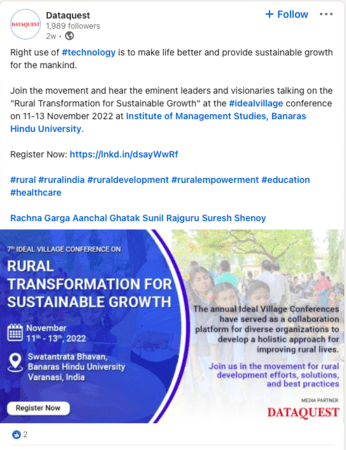 DATAQUEST
Dataquest
+ Follow
1,989 followers
2w •
Right use of #technology is to make life better and provide sustainable growth
for the mankind.
Join the movement and hear the eminent leaders and visionaries talking on the
"Rural Transformation for Sustainable Growth" at the #idealvillage conference
on 11-13 November 2022 at Institute of Management Studies, Banaras
Hindu University.
Register Now: https://lnkd.in/dsayWwRf
#rural #ruralindia #ruraldevelopment #ruralempowerment #education
#healthcare
Rachna Garga Aanchal Ghatak Sunil Rajguru Suresh Shenoy
7th IDEAL VILLAGE CONFERENCE ON
RURAL
TRANSFORMATION FOR
SUSTAINABLE GROWTH
November
11th - 13th, 2022
Swatantrata Bhavan,
Banaras Hindu University
Varanasi, India
Register Now
The annual Ideal Village Conferences
have served as a collaboration
platform for diverse organizations to
develop a holistic approach for
improving rural lives.
Join us in the movement for rural
development efforts, solutions,
and best practices
MEDIA PARTNER
DATAQUEST
2